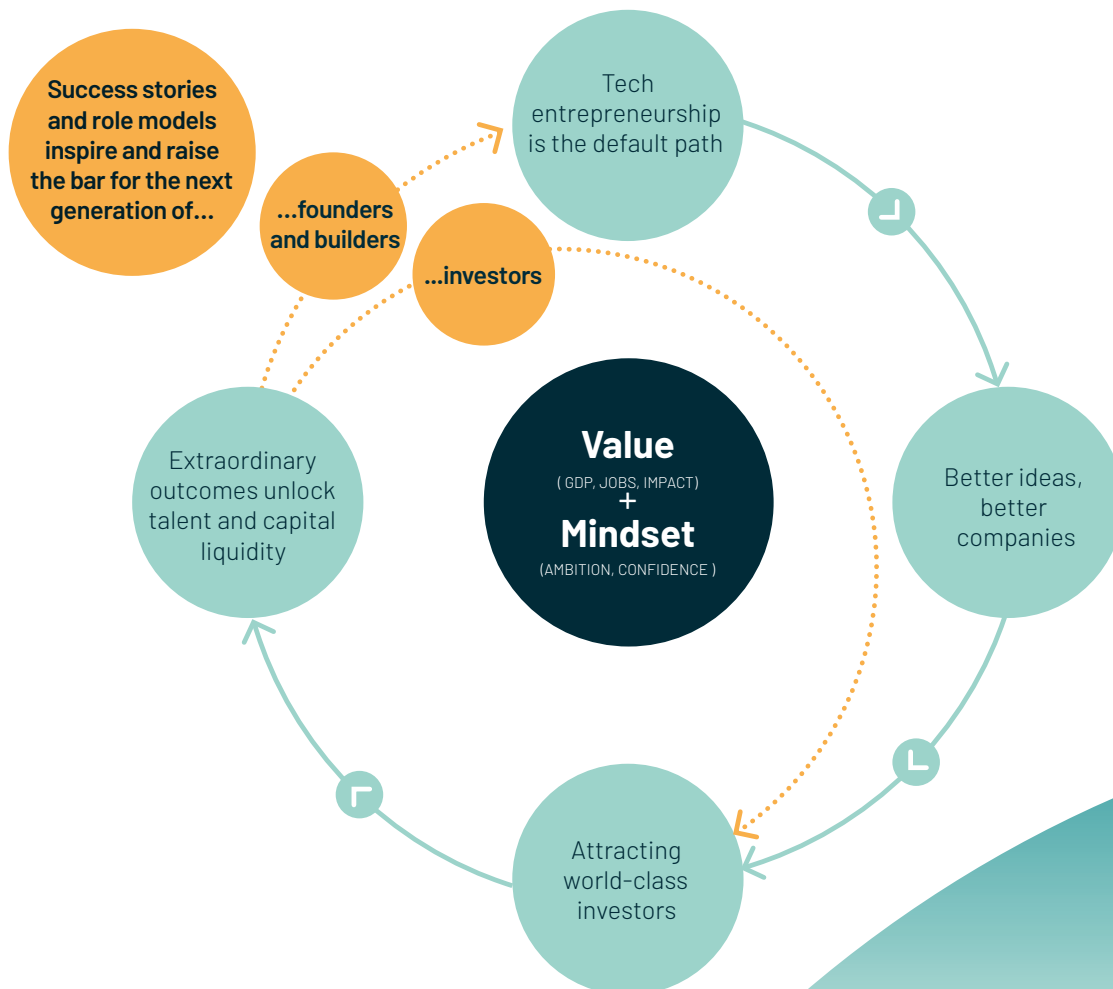 Success stories
and role models
inspire and raise
the bar for the next
generation of...
...founders
and builders
...investors
Tech
entrepreneurship
is the default path
Better ideas,
better
companies
Attracting
world-class
investors
Extraordinary
outcomes unlock
talent and capital
liquidity
Value
( GDP, JOBS, IMPACT)
+
Mindset
(AMBITION, CONFIDENCE )